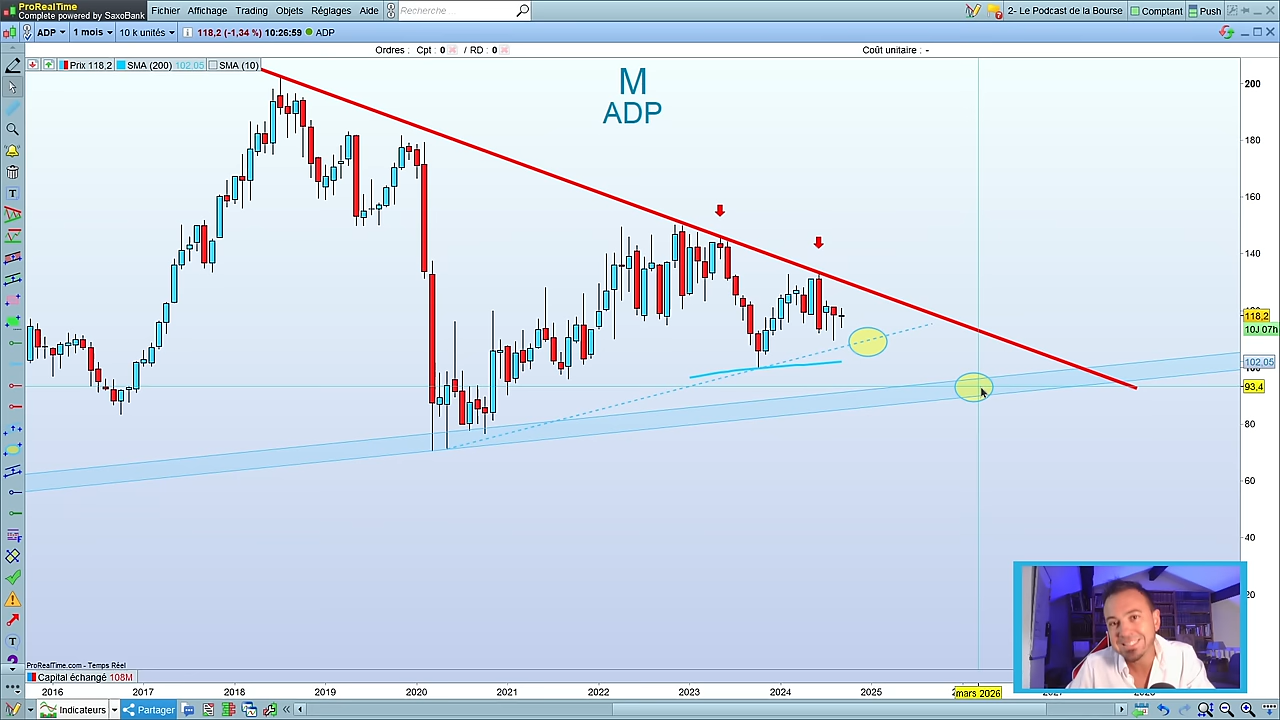 ProRealTime
Complete powered by SaxoBank
Fichier Affichage Trading Objets Réglages Aide
Recherche...
2- Le Podcast de la Bourse Comptant Push
ADP 1 mois 10 k unités 118,2 (-1,34 %) 10:26:59 ADP
Ordres : Cpt : 0 / RD : 0 Coût unitaire : -
Prix 118,2 SMA (200) 102,05 SMA (10)
M
ADP
200
180
160
140
118,2
10:07h
102,05
93,4
80
60
40
20
ProRealTime.com - Temps Réel
Capital échangé 108M
2016 2017 2018 2019 2020 2021 2022 2023 2024 2025 mars 2026
Indicateurs Partager